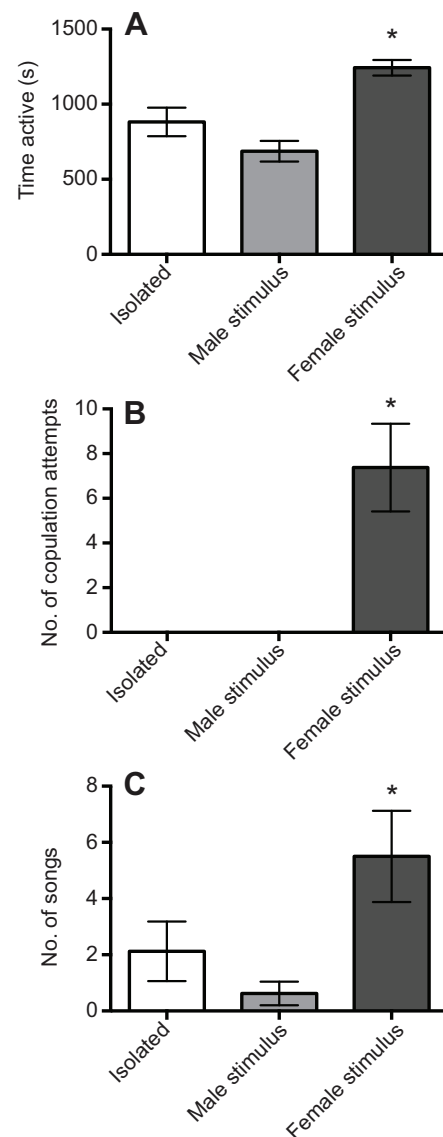 A
Time active (s)
1500
1000
500
0
*
Isolated
Male stimulus
Female stimulus
B
No. of copulation attempts
10
8
6
4
2
0
*
Isolated
Male stimulus
Female stimulus
C
No. of songs
8
6
4
2
0
*
Isolated
Male stimulus
Female stimulus